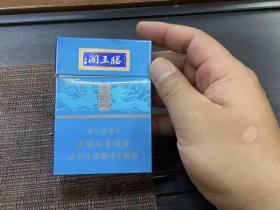 滕王閣
本公司提示
吸烟有害健康
请勿在禁烟场所吸烟